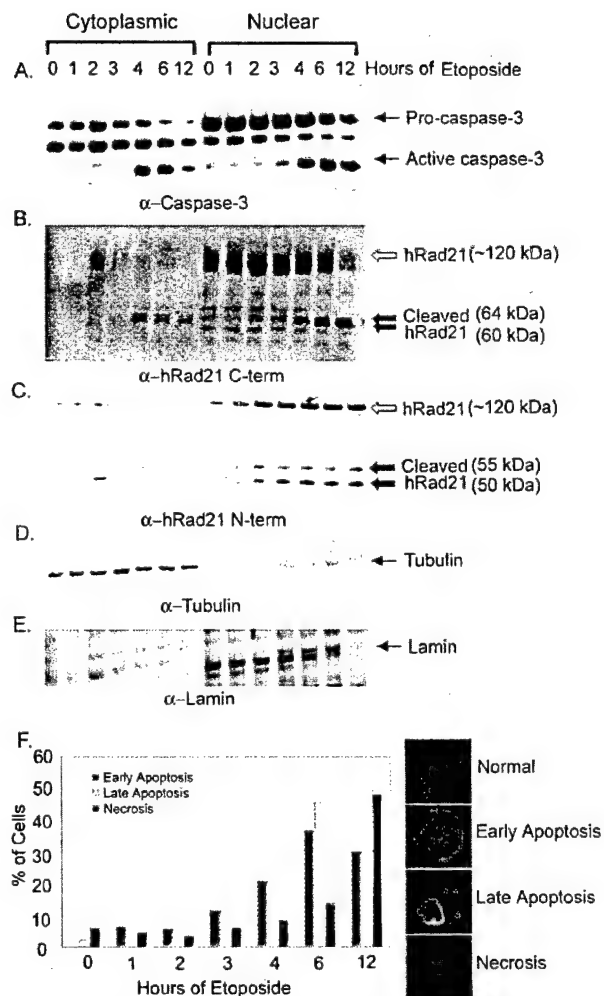 Cytoplasmic Nuclear
A. 0 1 2 3 4 6 12 0 1 2 3 4 6 12 Hours of Etoposide
Pro-caspase-3
Active caspase-3
α-Caspase-3
B.
hRad21 (~120 kDa)
Cleaved (64 kDa)
hRad21 (60 kDa)
α-hRad21 C-term
C.
hRad21 (~120 kDa)
Cleaved (55 kDa)
hRad21 (50 kDa)
α-hRad21 N-term
D.
Tubulin
α-Tubulin
E.
Lamin
α-Lamin
F.
60
50
40
30
20
10
0
% of Cells
Early Apoptosis
Late Apoptosis
Necrosis
0 1 2 3 4 6 12
Hours of Etoposide
Normal
Early Apoptosis
Late Apoptosis
Necrosis